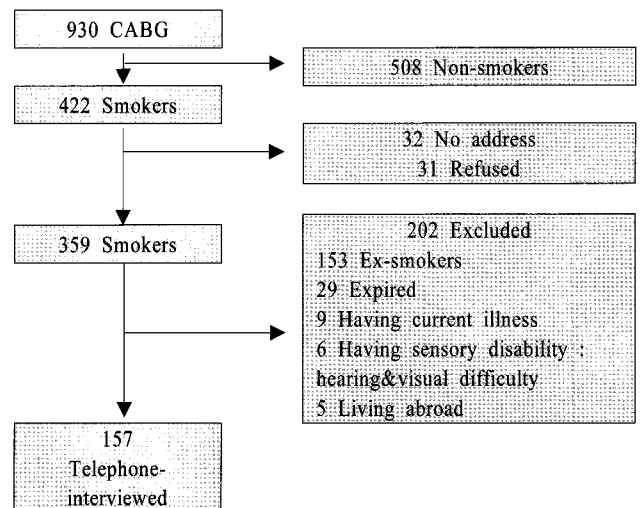 930 CABG
508 Non-smokers
422 Smokers
32 No address
31 Refused
359 Smokers
202 Excluded
153 Ex-smokers
29 Expired
9 Having current illness
6 Having sensory disability :
hearing&visual difficulty
5 Living abroad
157
Telephone-
interviewed